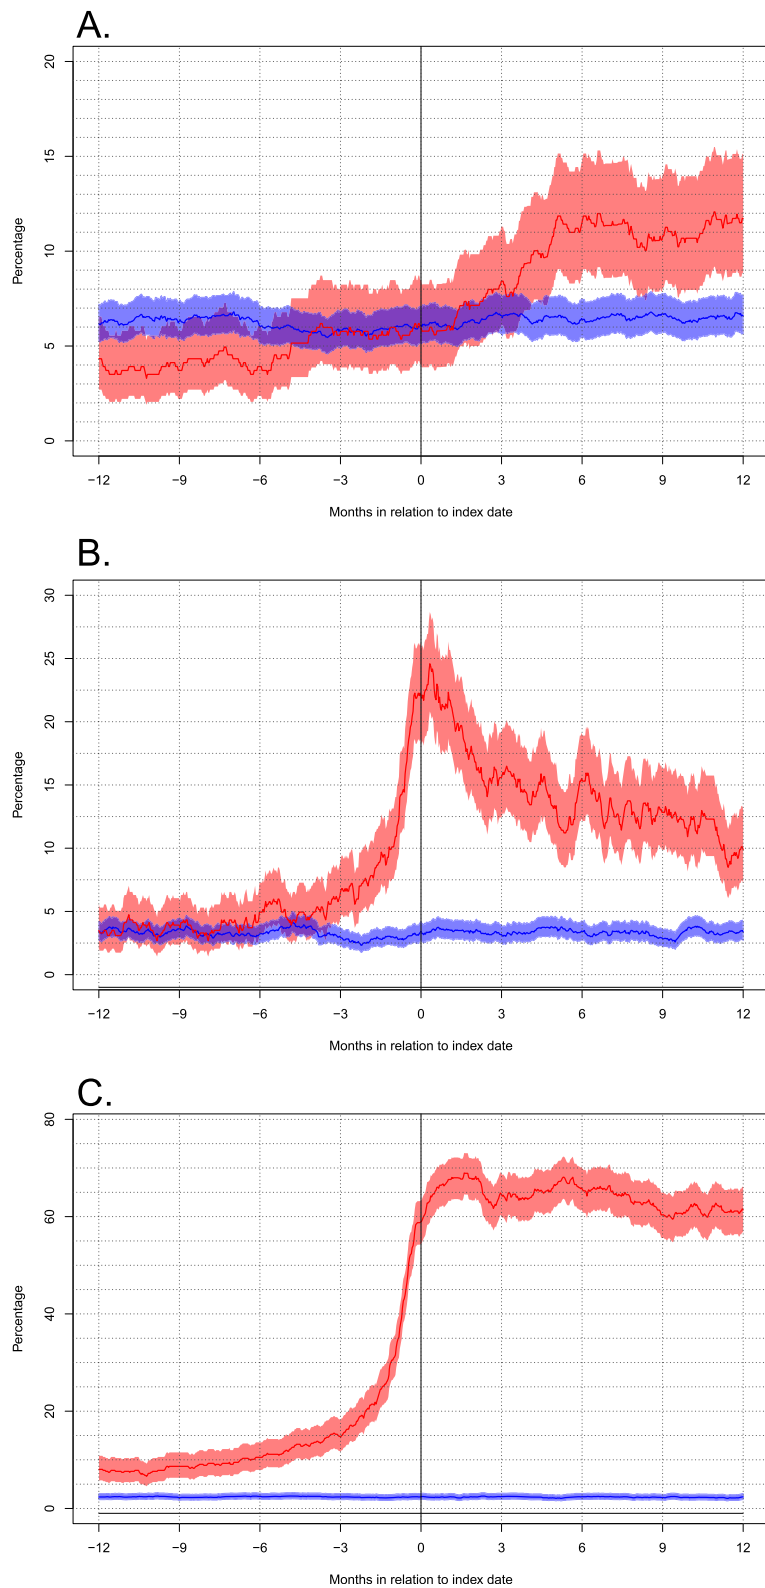 A.
20
15
10
5
0
Percentage
−12 −9 −6 −3 0 3 6 9 12
Months in relation to index date
B.
30
25
20
15
10
5
0
Percentage
−12 −9 −6 −3 0 3 6 9 12
Months in relation to index date
C.
80
60
40
20
0
Percentage
−12 −9 −6 −3 0 3 6 9 12
Months in relation to index date